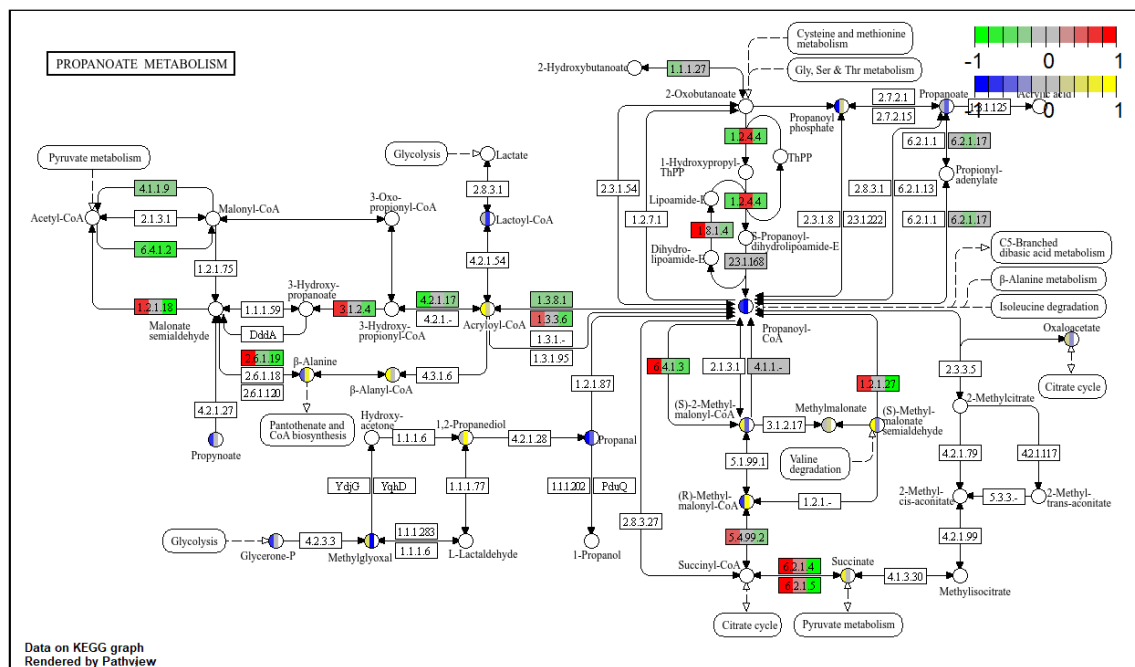 PROPANOATE METABOLISM
Cysteine and methionine
metabolism
Gly, Ser & Thr metabolism
-1 0 1
-1 0 1
2-Hydroxybutanoate
1.1.1.27
2-Oxobutanoate
Propanoyl
phosphate
2.7.2.1
2.7.2.15
Propanoate
1.3.1.125
Acrylic acid
Pyruvate metabolism
Glycolysis
Lactate
1.2.4.4
ThPP
6.2.1.1
6.2.1.17
4.1.1.9
2.8.3.1
1-Hydroxypropyl-
ThPP
Propionyl-
adenylate
Acetyl-CoA
2.1.3.1
Malonyl-CoA
3-Oxo-
propionyl-CoA
Lactoyl-CoA
2.3.1.54
Lipoamide-E
1.2.4.4
2.8.3.1
6.2.1.13
1.2.7.1
2.3.1.8
2.3.1.222
6.2.1.1
6.2.1.17
6.4.1.2
1.8.1.4
S-Propanoyl-
dihydrolipoamide-E
C5-Branched
dibasic acid metabolism
1.2.1.75
4.2.1.54
Dihydro-
lipoamide-E
2.3.1.168
β-Alanine metabolism
3-Hydroxy-
propanoate
Isoleucine degradation
1.2.1.18
Malonate
semialdehyde
1.1.1.59
DddA
3.1.2.4
3-Hydroxy-
propionyl-CoA
4.2.1.17
4.2.1.-
Acryloyl-CoA
1.3.8.1
1.3.3.6
1.3.1.-
1.3.1.95
Propanoyl-
CoA
Oxaloacetate
2.6.1.19
2.6.1.18
2.6.1.120
β-Alanine
β-Alanyl-CoA
4.3.1.6
1.2.1.87
6.4.1.3
2.1.3.1
4.1.1.-
1.2.1.27
2.3.3.5
Citrate cycle
4.2.1.27
Pantothenate and
CoA biosynthesis
Hydroxy-
acetone
1.1.1.6
1,2-Propanediol
4.2.1.28
Propanal
(S)-2-Methyl-
malonyl-CoA
Methylmalonate
3.1.2.17
(S)-Methyl-
malonate
semialdehyde
2-Methylcitrate
Propynoate
Valine
degradation
5.1.99.1
4.2.1.79
4.2.1.117
YdjG
YqhD
1.1.1.77
1.1.1.202
PduQ
2.8.3.27
(R)-Methyl-
malonyl-CoA
1.2.1.-
2-Methyl-
cis-aconitate
5.3.3.-
2-Methyl-
trans-aconitate
Glycolysis
Glycerone-P
4.2.3.3
Methylglyoxal
1.1.1.283
1.1.1.6
L-Lactaldehyde
1-Propanol
5.4.99.2
4.2.1.99
Succinyl-CoA
6.2.1.4
6.2.1.5
Succinate
4.1.3.30
Methylisocitrate
Citrate cycle
Pyruvate metabolism
Data on KEGG graph
Rendered by Pathview